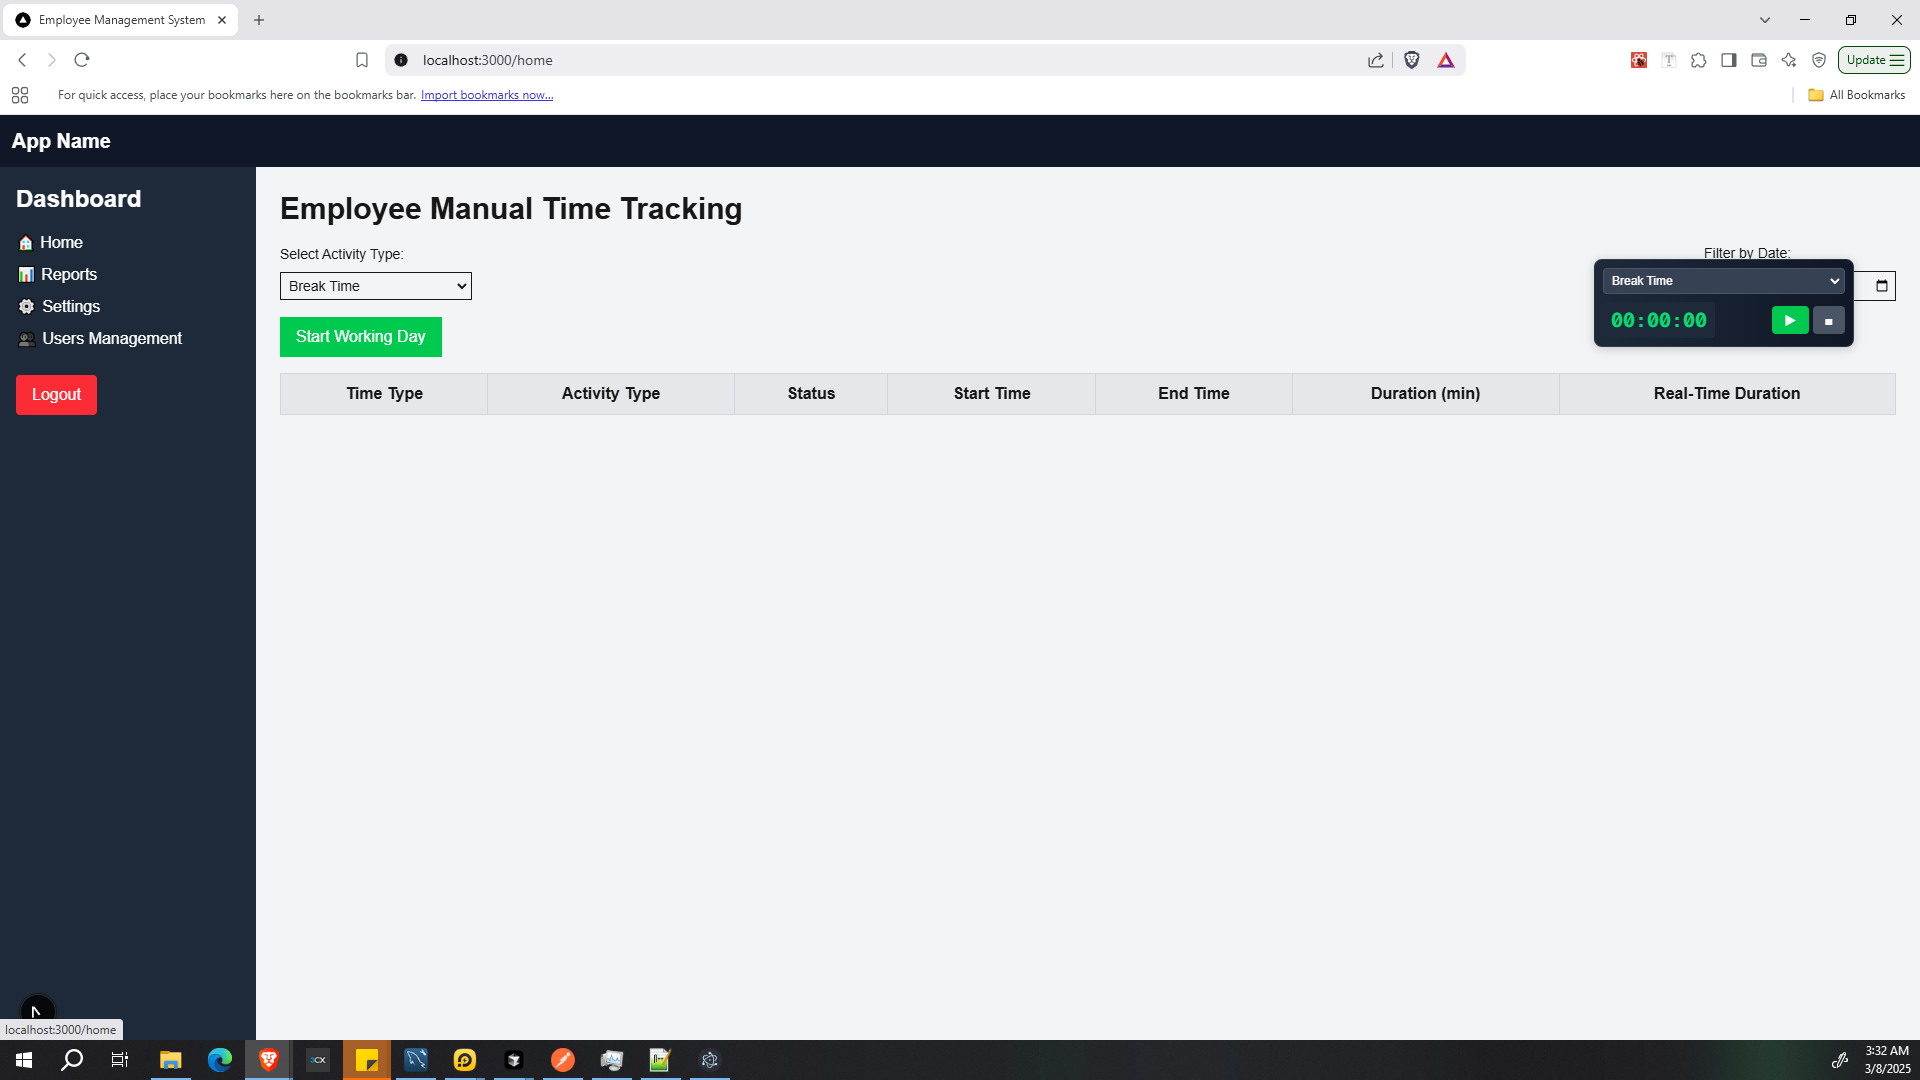 Employee Management System
localhost:3000/home
Update
For quick access, place your bookmarks here on the bookmarks bar. Import bookmarks now...
All Bookmarks
App Name
Dashboard
Home
Reports
Settings
Users Management
Logout
Employee Manual Time Tracking
Select Activity Type:
Filter by Date:
Break Time
Break Time
00:00:00
Start Working Day
Time Type Activity Type Status Start Time End Time Duration (min) Real-Time Duration
localhost:3000/home
3CX
3:32 AM
3/8/2025